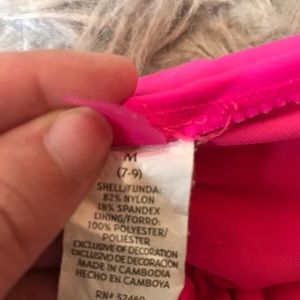 M
(7-9)
SHELL/FUNDA:
82% NYLON
18% SPANDEX
LINING/FORRO:
100% POLYESTER/
POLIESTER
EXCLUSIVE OF DECORATION
EXCLUSIVO DE DECORACIÓN
MADE IN CAMBODIA
HECHO EN CAMBOYA
RN# 52469